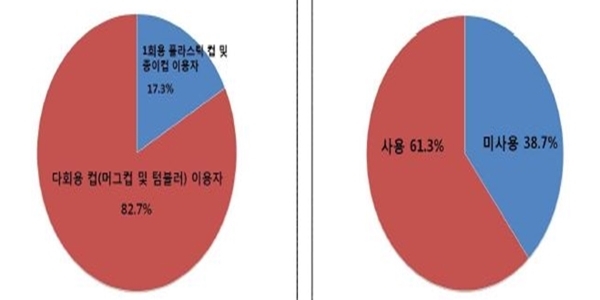 1회용 플라스틱 컵 및
종이컵 이용자
17.3%
다회용 컵(머그컵 및 텀블러) 이용자
82.7%
사용 61.3%
미사용 38.7%